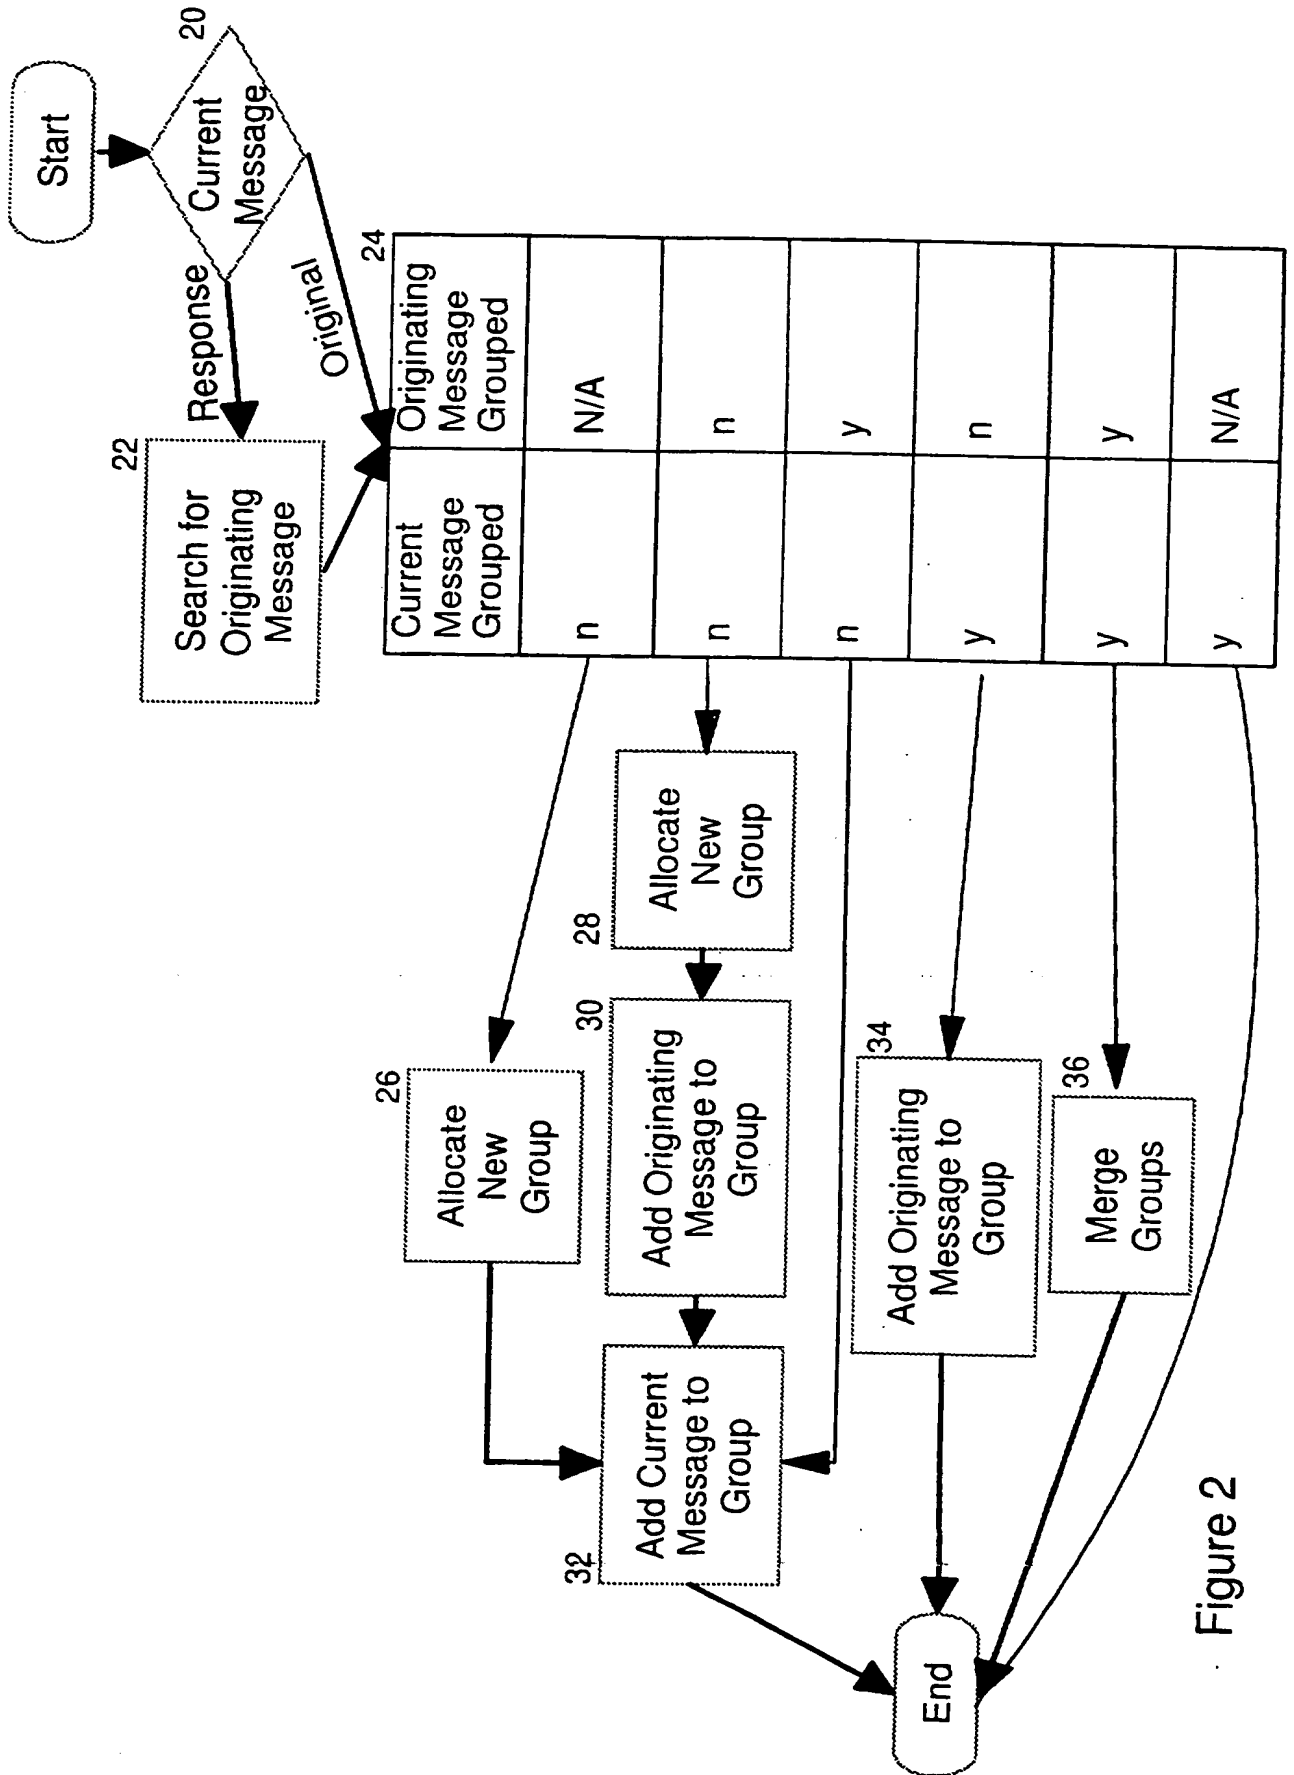 Start
20
Current
Message
Response
Original
22
Search for
Originating
Message
24
Current
Message
Grouped
Originating
Message
Grouped
n
N/A
n
n
n
y
y
n
y
y
y
N/A
26
Allocate
New
Group
28
Allocate
New
Group
30
Add Originating
Message to
Group
32
Add Current
Message to
Group
34
Add Originating
Message to
Group
36
Merge
Groups
End
Figure 2